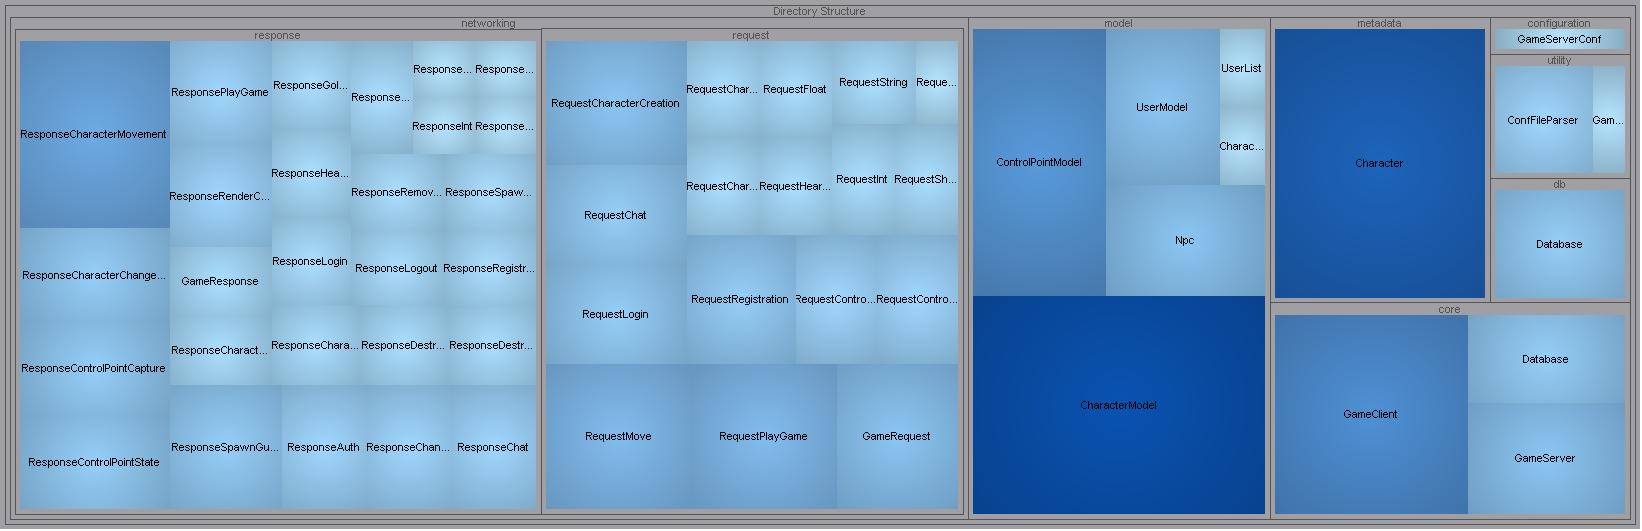 Directory Structure
networking
response
ResponseCharacterMovement
ResponseCharacterChange...
ResponseControlPointCapture
ResponseControlPointState
ResponsePlayGame
ResponseRenderC...
GameResponse
ResponseCharact...
ResponseGol...
ResponseHea...
ResponseLogin
ResponseChara...
Response...
Response...
Response...
ResponseInt
Response...
ResponseRemov...
ResponseSpaw...
ResponseLogout
ResponseRegistr...
ResponseDestr...
ResponseDestr...
ResponseSpawnGu...
ResponseAuth
ResponseChan...
ResponseChat
request
RequestCharacterCreation
RequestChat
RequestLogin
RequestChar...
RequestFloat
RequestString
Reque...
RequestChar...
RequestHear...
RequestInt
RequestSh...
RequestRegistration
RequestContro...
RequestContro...
RequestMove
RequestPlayGame
GameRequest
model
ControlPointModel
UserModel
UserList
Charac...
Npc
CharacterModel
metadata
Character
configuration
GameServerConf
utility
ConfFileParser
Gam...
db
Database
core
GameClient
Database
GameServer